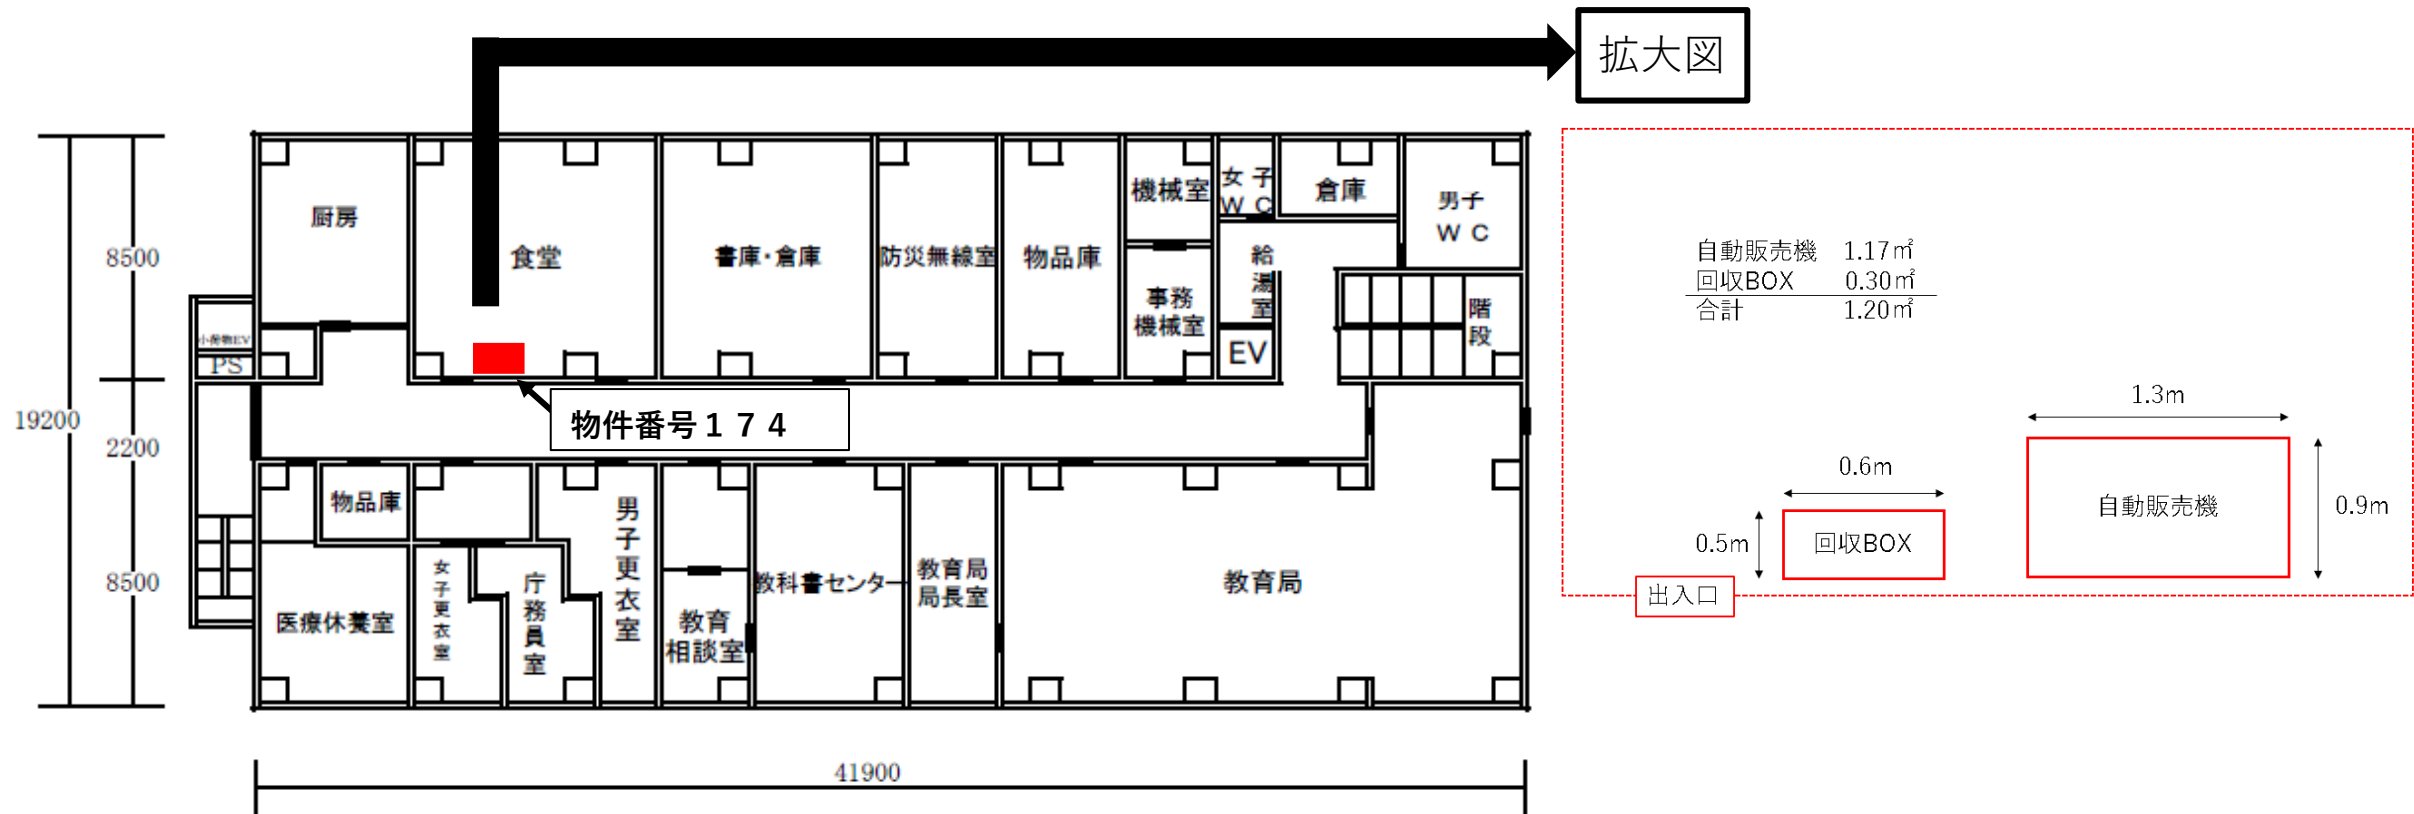 拡大図
厨房
食堂
書庫・倉庫
防災無線室
物品庫
機械室
事務
機械室
女子
WC
倉庫
男子
WC
給湯室
EV
階段
小荷物EV
PS
物件番号174
物品庫
医療休養室
女子更衣室
庁務員室
男子更衣室
教育
相談室
教科書センター
教育局
局長室
教育局
8500
19200
2200
8500
41900
自動販売機 1.17㎡
回収BOX 0.30㎡
合計 1.20㎡
1.3m
0.6m
自動販売機
0.9m
0.5m
回収BOX
出入口